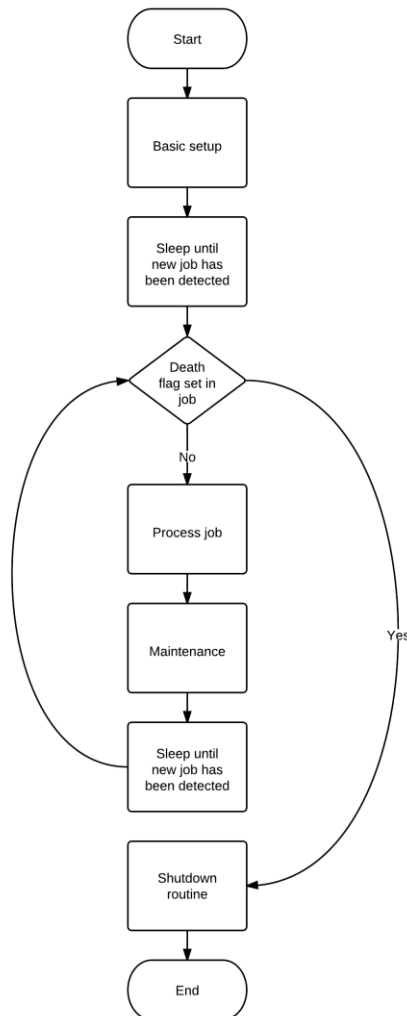 Start
Basic setup
Sleep until
new job has
been detected
Death
flag set in
job
No
Process job
Yes
Maintenance
Sleep until
new job has
been detected
Shutdown
routine
End